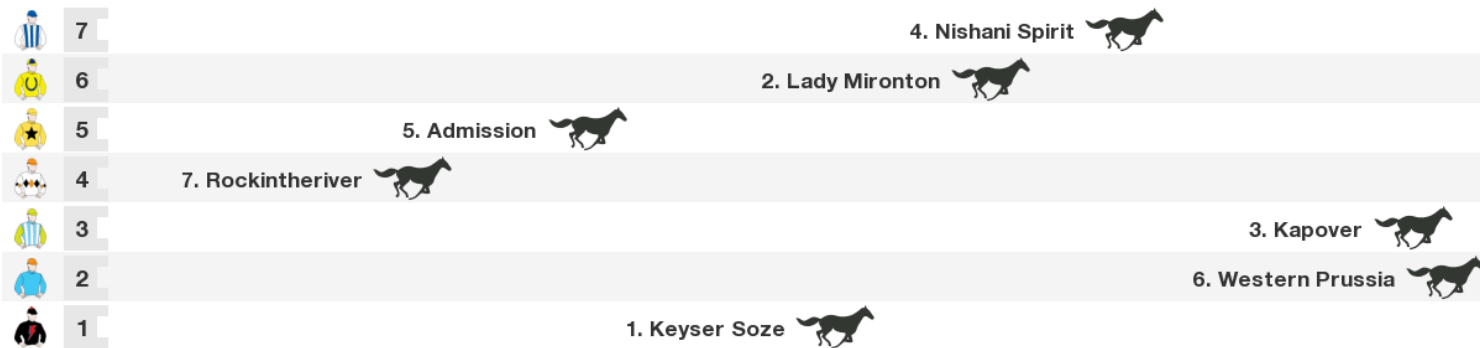 7 4. Nishani Spirit
6 2. Lady Mironton
5 5. Admission
4 7. Rockintheriver
3 3. Kapover
2 6. Western Prussia
1 1. Keyser Soze